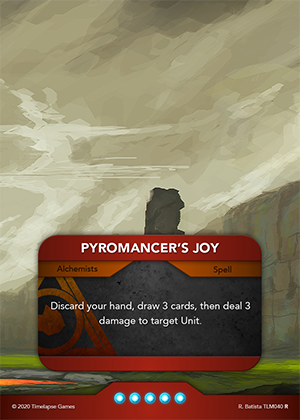 PYROMANCER'S JOY
Alchemists Spell
Discard your hand, draw 3 cards, then deal 3
damage to target Unit.
© 2020 Timelapse Games R. Batista TLM040 R